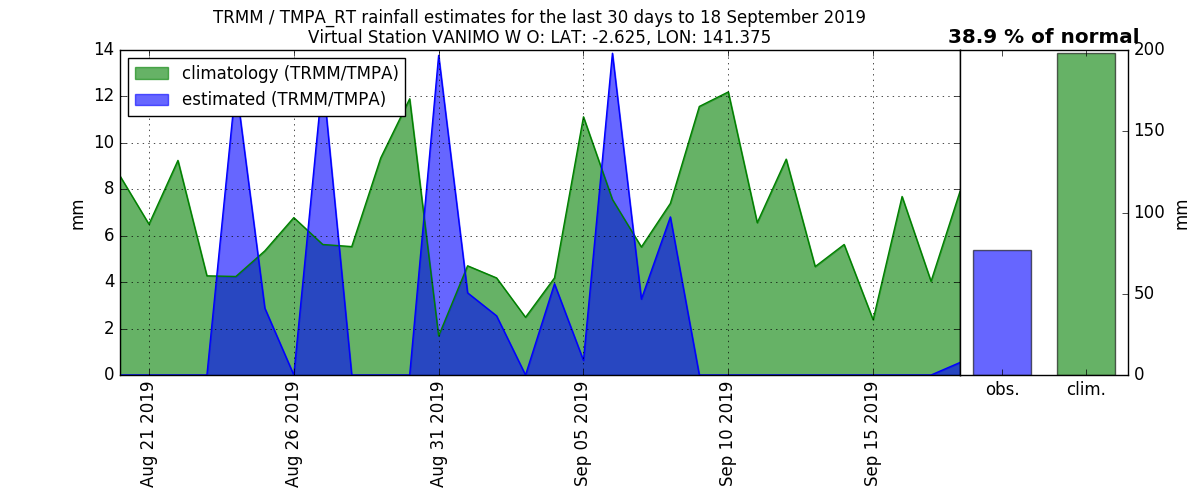 TRMM / TMPA_RT rainfall estimates for the last 30 days to 18 September 2019
Virtual Station VANIMO W O: LAT: -2.625, LON: 141.375
38.9 % of normal
climatology (TRMM/TMPA)
estimated (TRMM/TMPA)
14
12
10
8
6
4
2
0
mm
Aug 21 2019
Aug 26 2019
Aug 31 2019
Sep 05 2019
Sep 10 2019
Sep 15 2019
200
150
100
50
0
mm
obs.
clim.